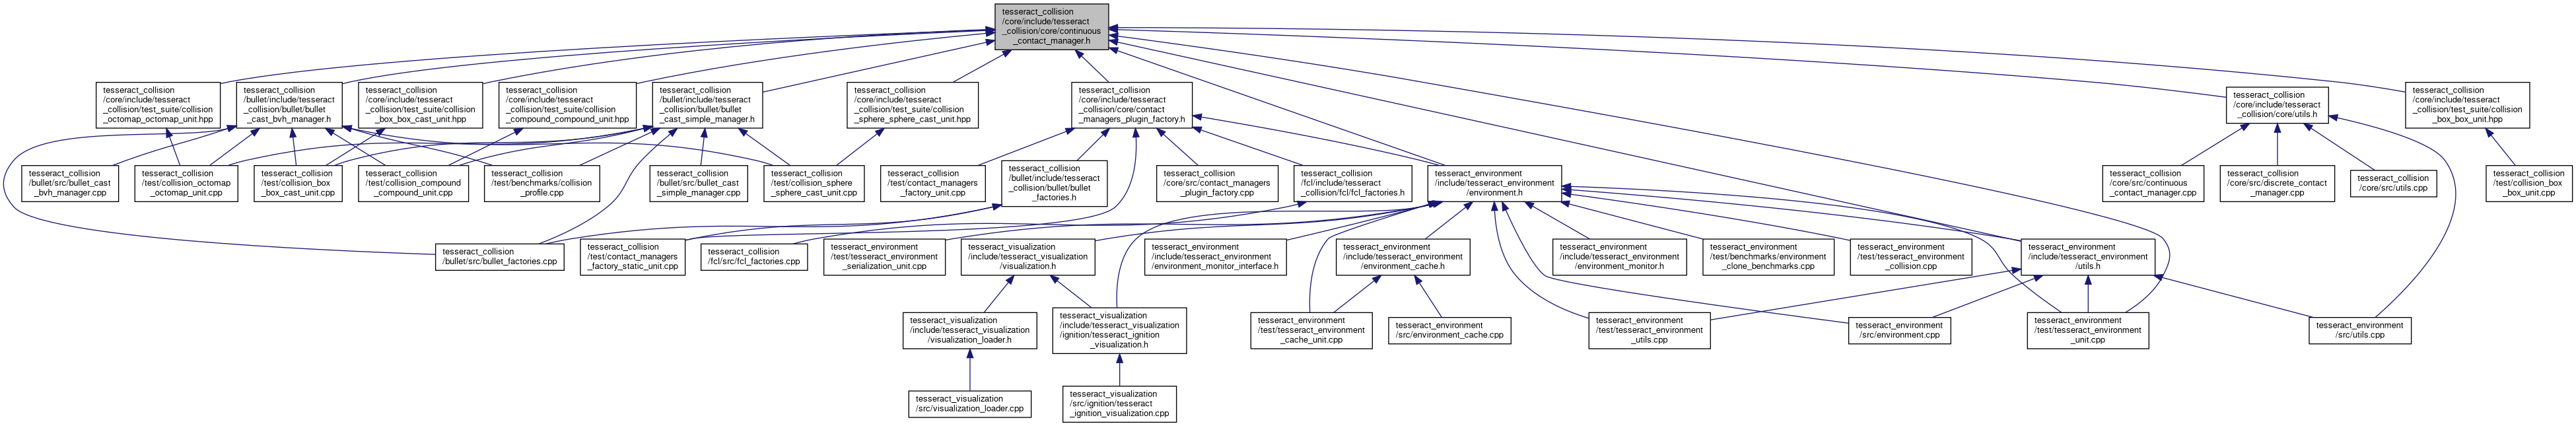 tesseract_collision
/core/include/tesseract
_collision/core/continuous
_contact_manager.h
tesseract_collision
/core/include/tesseract
_collision/test_suite/collision
_octomap_octomap_unit.hpp
tesseract_collision
/bullet/include/tesseract
_collision/bullet/bullet
_cast_bvh_manager.h
tesseract_collision
/core/include/tesseract
_collision/test_suite/collision
_box_box_cast_unit.hpp
tesseract_collision
/core/include/tesseract
_collision/test_suite/collision
_compound_compound_unit.hpp
tesseract_collision
/bullet/include/tesseract
_collision/bullet/bullet
_cast_simple_manager.h
tesseract_collision
/core/include/tesseract
_collision/test_suite/collision
_sphere_sphere_cast_unit.hpp
tesseract_collision
/core/include/tesseract
_collision/core/contact
_managers_plugin_factory.h
tesseract_collision
/core/include/tesseract
_collision/core/utils.h
tesseract_collision
/core/include/tesseract
_collision/test_suite/collision
_box_box_unit.hpp
tesseract_collision
/bullet/src/bullet_cast
_bvh_manager.cpp
tesseract_collision
/test/collision_octomap
_octomap_unit.cpp
tesseract_collision
/test/collision_box
_box_cast_unit.cpp
tesseract_collision
/test/collision_compound
_compound_unit.cpp
tesseract_collision
/test/benchmarks/collision
_profile.cpp
tesseract_collision
/bullet/src/bullet_cast
_simple_manager.cpp
tesseract_collision
/test/collision_sphere
_sphere_cast_unit.cpp
tesseract_collision
/test/contact_managers
_factory_unit.cpp
tesseract_collision
/bullet/include/tesseract
_collision/bullet/bullet
_factories.h
tesseract_collision
/core/src/contact_managers
_plugin_factory.cpp
tesseract_collision
/fcl/include/tesseract
_collision/fcl/fcl_factories.h
tesseract_environment
/include/tesseract_environment
/environment.h
tesseract_collision
/core/src/continuous
_contact_manager.cpp
tesseract_collision
/core/src/discrete_contact
_manager.cpp
tesseract_collision
/core/src/utils.cpp
tesseract_collision
/test/collision_box
_box_unit.cpp
tesseract_collision
/bullet/src/bullet_factories.cpp
tesseract_collision
/test/contact_managers
_factory_static_unit.cpp
tesseract_collision
/fcl/src/fcl_factories.cpp
tesseract_environment
/test/tesseract_environment
_serialization_unit.cpp
tesseract_visualization
/include/tesseract_visualization
/visualization.h
tesseract_environment
/include/tesseract_environment
/environment_monitor_interface.h
tesseract_environment
/include/tesseract_environment
/environment_cache.h
tesseract_environment
/include/tesseract_environment
/environment_monitor.h
tesseract_environment
/test/benchmarks/environment
_clone_benchmarks.cpp
tesseract_environment
/test/tesseract_environment
_collision.cpp
tesseract_environment
/include/tesseract_environment
/utils.h
tesseract_visualization
/include/tesseract_visualization
/visualization_loader.h
tesseract_visualization
/include/tesseract_visualization
/ignition/tesseract_ignition
_visualization.h
tesseract_environment
/test/tesseract_environment
_cache_unit.cpp
tesseract_environment
/src/environment_cache.cpp
tesseract_environment
/test/tesseract_environment
_utils.cpp
tesseract_environment
/src/environment.cpp
tesseract_environment
/test/tesseract_environment
_unit.cpp
tesseract_environment
/src/utils.cpp
tesseract_visualization
/src/visualization_loader.cpp
tesseract_visualization
/src/ignition/tesseract
_ignition_visualization.cpp